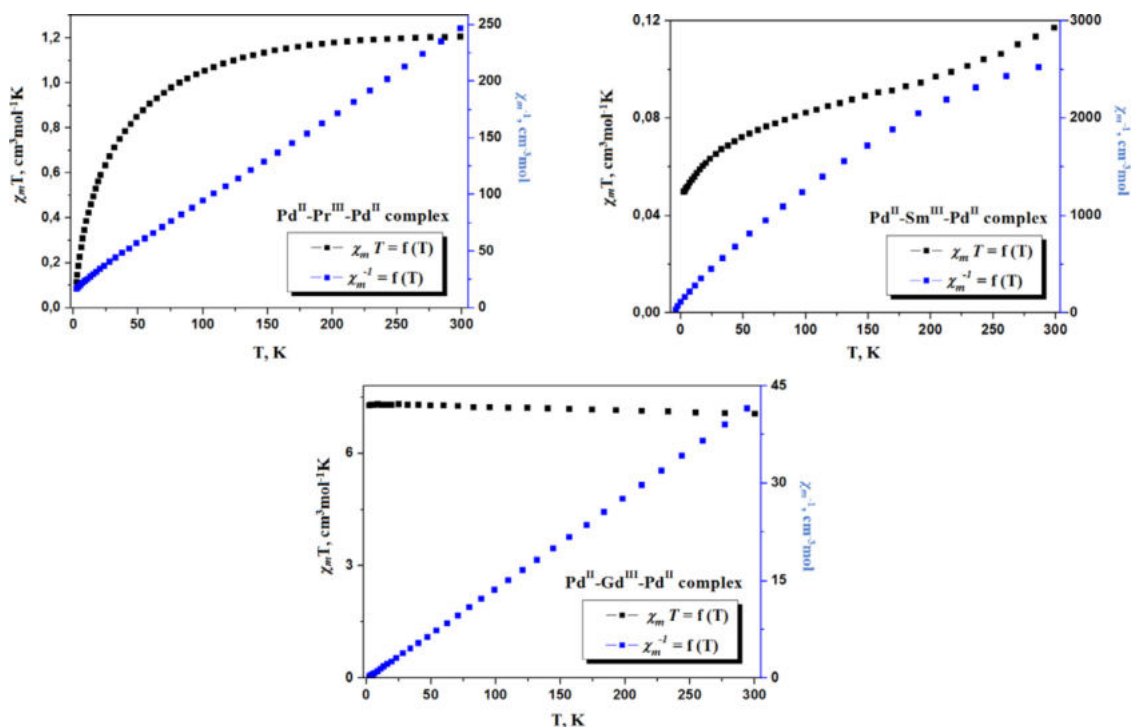 1,2
1,0
0,8
0,6
0,4
0,2
0,0
χₘT, cm³mol⁻¹K
250
200
150
100
50
0
χₘ⁻¹, cm⁻³mol
Pdᴵᴵ-Prᴵᴵᴵ-Pdᴵᴵ complex
χₘ T = f (T)
χₘ⁻¹ = f (T)
0 50 100 150 200 250 300
T, K
0,12
0,08
0,04
0,00
χₘT, cm³mol⁻¹K
3000
2000
1000
0
χₘ⁻¹, cm⁻³mol
Pdᴵᴵ-Smᴵᴵᴵ-Pdᴵᴵ complex
χₘ T = f (T)
χₘ⁻¹ = f (T)
0 50 100 150 200 250 300
T, K
6
3
0
χₘT, cm³mol⁻¹K
45
30
15
0
χₘ⁻¹, cm⁻³mol
Pdᴵᴵ-Gdᴵᴵᴵ-Pdᴵᴵ complex
χₘ T = f (T)
χₘ⁻¹ = f (T)
0 50 100 150 200 250 300
T, K